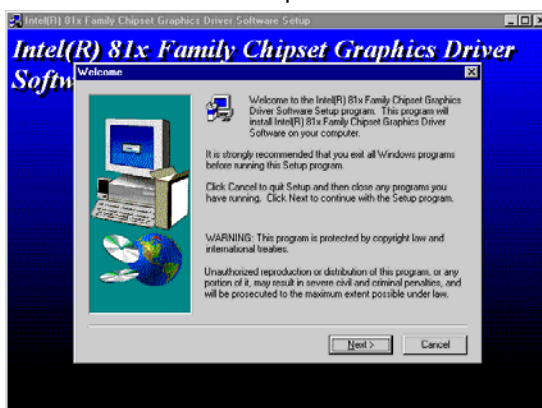 Intel(R) 81x Family Chipset Graphics Driver Software Setup
Intel(R) 81x Family Chipset Graphics Driver
Softw
Welcome
Welcome to the Intel(R) 81x Family Chipset Graphics
Driver Software Setup program. This program will
install Intel(R) 81x Family Chipset Graphics Driver
Software on your computer.
It is strongly recommended that you exit all Windows programs
before running this Setup program.
Click Cancel to quit Setup and then close any programs you
have running. Click Next to continue with the Setup program.
WARNING: This program is protected by copyright law and
international treaties.
Unauthorized reproduction or distribution of this program, or any
portion of it, may result in severe civil and criminal penalties, and
will be prosecuted to the maximum extent possible under law.
Next >
Cancel